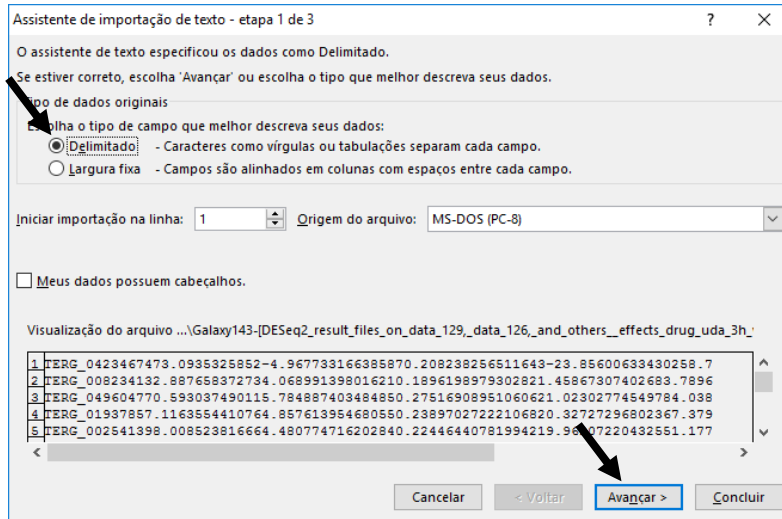 Assistente de importação de texto - etapa 1 de 3 ? ×
O assistente de texto especificou os dados como Delimitado.
Se estiver correto, escolha 'Avançar' ou escolha o tipo que melhor descreva seus dados.
Tipo de dados originais
Escolha o tipo de campo que melhor descreva seus dados:
Delimitado - Caracteres como vírgulas ou tabulações separam cada campo.
Largura fixa - Campos são alinhados em colunas com espaços entre cada campo.
Iniciar importação na linha: 1 Origem do arquivo: MS-DOS (PC-8)
Meus dados possuem cabeçalhos.
Visualização do arquivo ...\Galaxy143-[DESeq2_result_files_on_data_129,_data_126,_and_others__effects_drug_uda_3h_
1 TERG_0423467473.0935325852-4.967733166385870.208238256511643-23.85600633430258.7
2 TERG_008234132.887658372734.068991398016210.1896198979302821.45867307402683.7896
3 TERG_049604770.593037490115.784887403484850.27516908951060621.02302774549784.038
4 TERG_01937857.1163554410764.857613954680550.23897027222106820.32727296802367.379
5 TERG_002541398.008523816664.480774716202840.22446440781994219.96207220432551.177
Cancelar < Voltar Avançar > Concluir